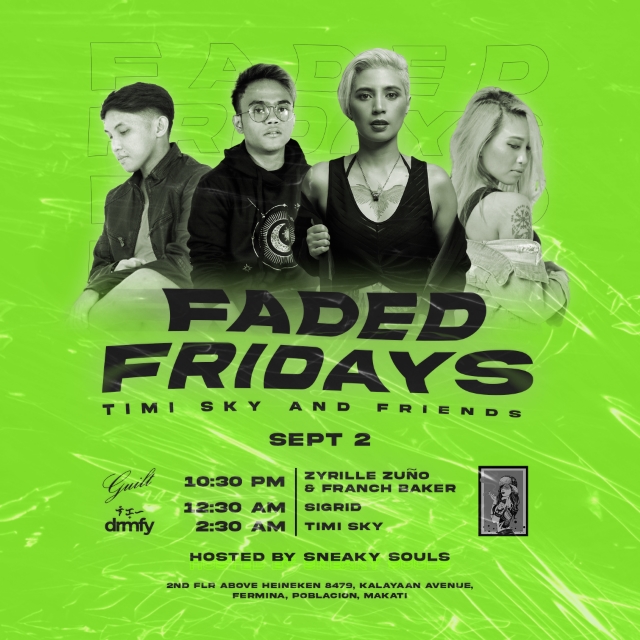 FADED
FRIDAYS
FADED
FRIDAYS
TIMI SKY AND FRIENDS
SEPT 2
Guilt
10:30 PM
ZYRILLE ZUÑO
& FRANCH BAKER
12:30 AM
SIGRID
drmfy
2:30 AM
TIMI SKY
HOSTED BY SNEAKY SOULS
2ND FLR ABOVE HEINEKEN 8479, KALAYAAN AVENUE,
FERMINA, POBLACION, MAKATI